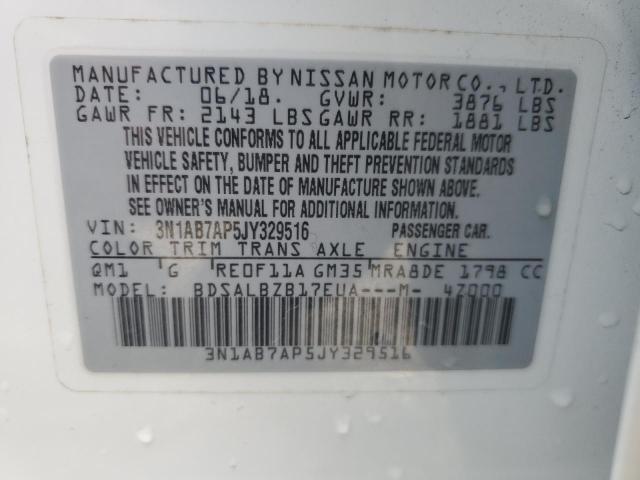 MANUFACTURED BY NISSAN MOTOR CO., LTD.
DATE: 06/18. GVWR: 3876 LBS
GAWR FR: 2143 LBS GAWR RR: 1881 LBS
THIS VEHICLE CONFORMS TO ALL APPLICABLE FEDERAL MOTOR
VEHICLE SAFETY, BUMPER AND THEFT PREVENTION STANDARDS
IN EFFECT ON THE DATE OF MANUFACTURE SHOWN ABOVE.
SEE OWNER'S MANUAL FOR ADDITIONAL INFORMATION.
VIN: 3N1AB7AP5JY329516 PASSENGER CAR.
COLOR TRIM TRANS AXLE ENGINE
QM1 G RE0F11A GM35 MRA8DE 1798 CC
MODEL: BDSALBZB17EUA---M- 4Z000
3N1AB7AP5JY329516